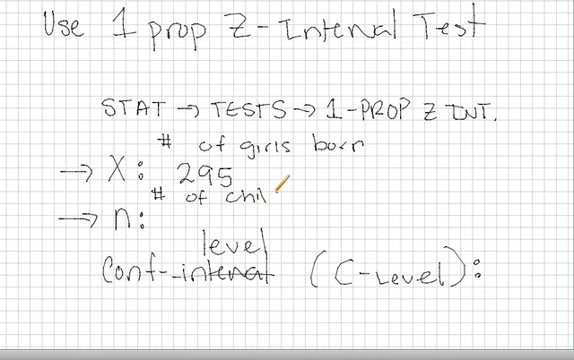 Use 1 prop Z-Interval Test
STAT → TESTS → 1-PROP Z INT.
# of girls born
→ X: 295
# of chil
→ n:
level
Conf-interval (C-Level):